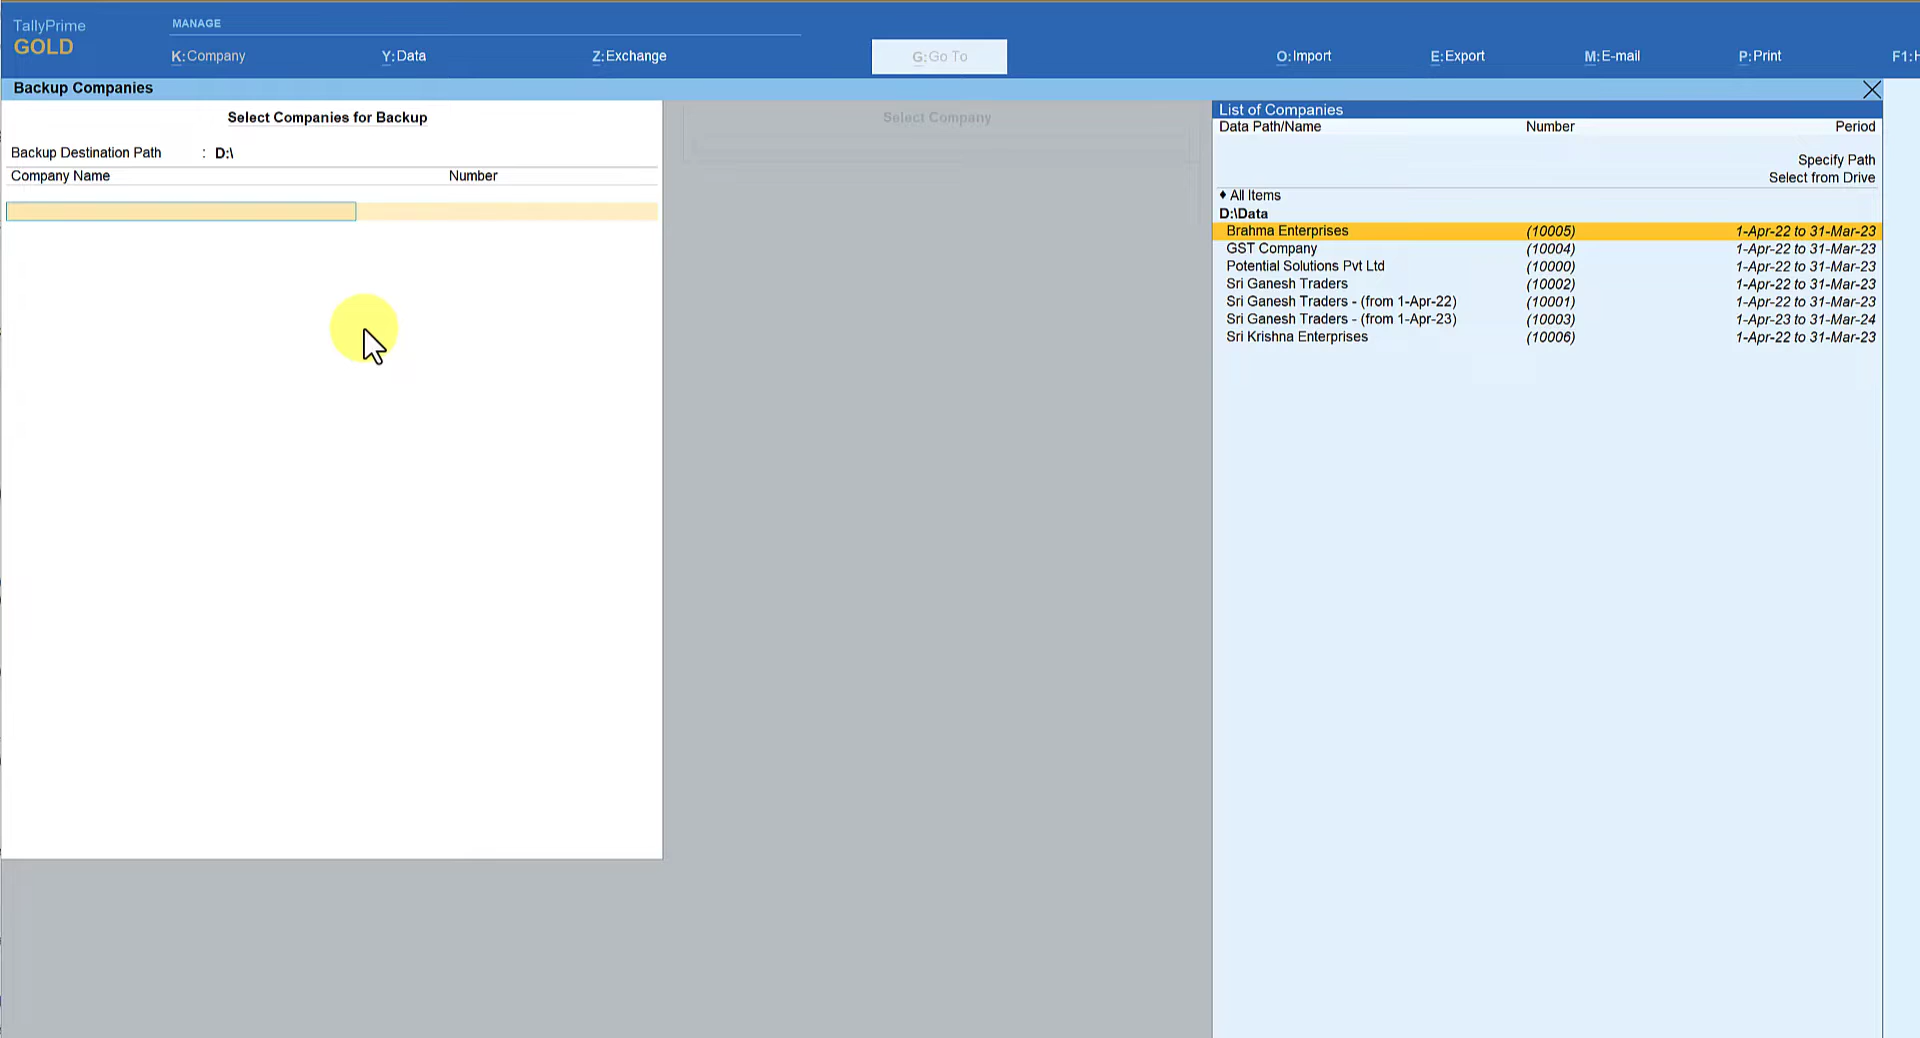 TallyPrime
GOLD
MANAGE
K:Company
Y:Data
Z:Exchange
G:Go To
O:Import
E:Export
M:E-mail
P:Print
F1:H
Backup Companies
Select Companies for Backup
Backup Destination Path : D:\
Company Name Number
Select Company
List of Companies
Data Path/Name Number Period
Specify Path
Select from Drive
♦ All Items
D:\Data
Brahma Enterprises (10005) 1-Apr-22 to 31-Mar-23
GST Company (10004) 1-Apr-22 to 31-Mar-23
Potential Solutions Pvt Ltd (10000) 1-Apr-22 to 31-Mar-23
Sri Ganesh Traders (10002) 1-Apr-22 to 31-Mar-23
Sri Ganesh Traders - (from 1-Apr-22) (10001) 1-Apr-22 to 31-Mar-23
Sri Ganesh Traders - (from 1-Apr-23) (10003) 1-Apr-23 to 31-Mar-24
Sri Krishna Enterprises (10006) 1-Apr-22 to 31-Mar-23